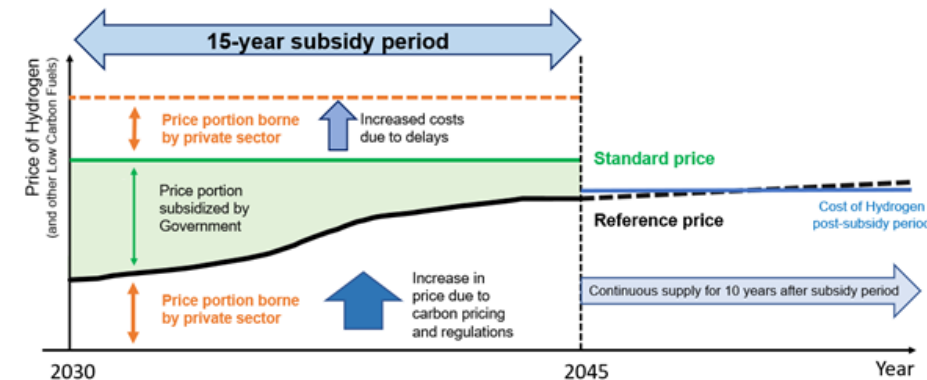 15-year subsidy period
Price of Hydrogen
(and other Low Carbon Fuels)
Price portion borne
by private sector
Increased costs
due to delays
Standard price
Price portion
subsidized by
Government
Reference price
Cost of Hydrogen
post-subsidy period
Increase in
price due to
carbon pricing
and regulations
Continuous supply for 10 years after subsidy period
Price portion borne
by private sector
2030
2045
Year